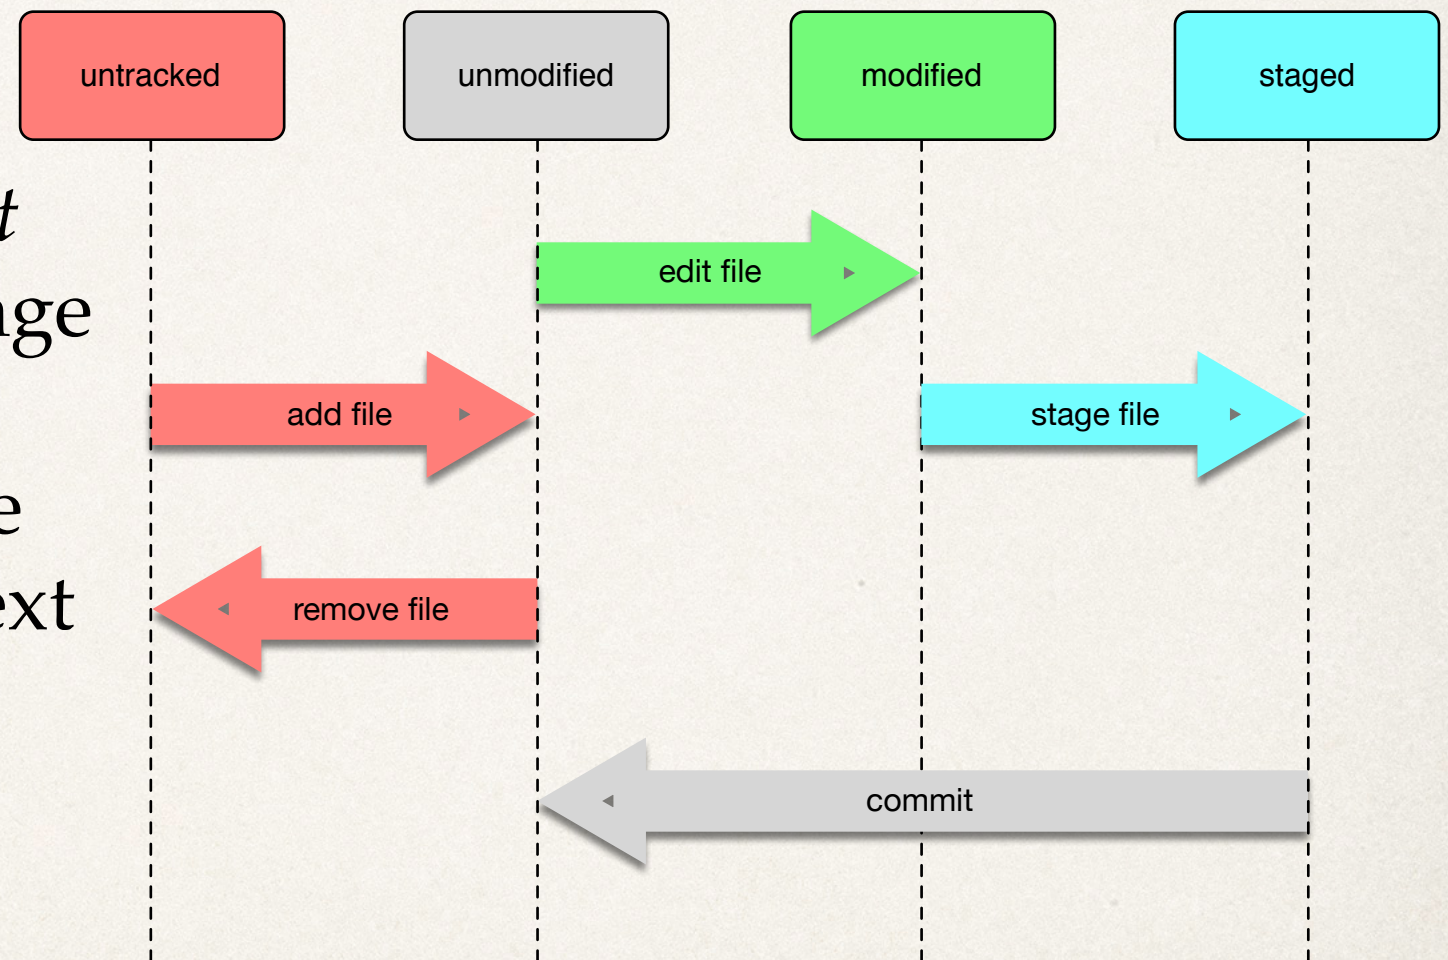 untracked
unmodified
modified
staged
edit file
add file
stage file
remove file
commit